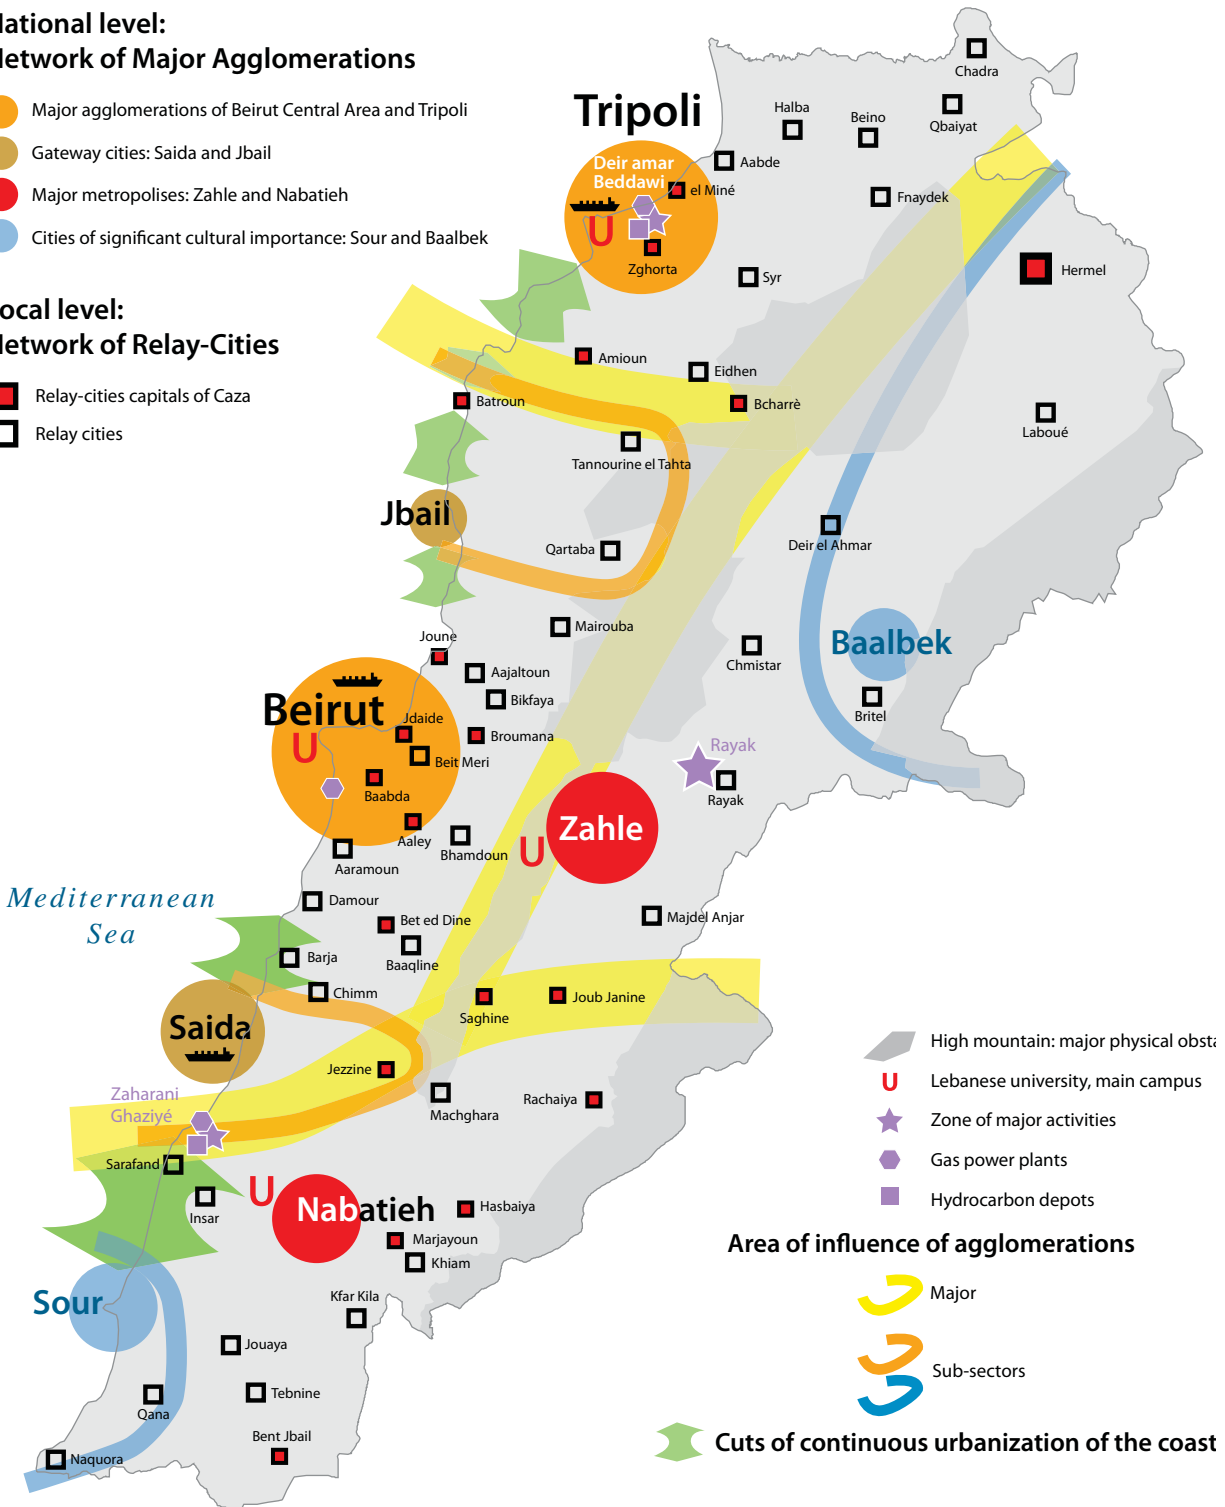 ational level:
etwork of Major Agglomerations
Major agglomerations of Beirut Central Area and Tripoli
Gateway cities: Saida and Jbail
Major metropolises: Zahle and Nabatieh
Cities of significant cultural importance: Sour and Baalbek
ocal level:
etwork of Relay-Cities
Relay-cities capitals of Caza
Relay cities
Chadra
Tripoli
Halba
Beino
Qbaiyat
Deir amar
Beddawi
Aabde
el Miné
Fnaydek
U
Zghorta
Syr
Hermel
Amioun
Eidhen
Batroun
Bcharrè
Laboué
Tannourine el Tahta
Jbail
Qartaba
Deir el Ahmar
Mairouba
Joune
Baalbek
Aajaltoun
Chmistar
Bikfaya
Beirut
Jdaide
Britel
Broumana
U
Beit Meri
Rayak
Baabda
Rayak
Aaley
Zahle
U
Bhamdoun
Aaramoun
Mediterranean
Sea
Damour
Bet ed Dine
Majdel Anjar
Baaqline
Barja
Chimm
Joub Janine
Saghine
Saida
Jezzine
Zaharani
Ghaziyé
Machghara
Rachaiya
Sarafand
U
Insar
Nabatieh
Hasbaiya
Marjayoun
Khiam
Sour
Kfar Kila
Jouaya
Tebnine
Qana
Bent Jbail
Naquora
High mountain: major physical obsta
U
Lebanese university, main campus
Zone of major activities
Gas power plants
Hydrocarbon depots
Area of influence of agglomerations
Major
Sub-sectors
Cuts of continuous urbanization of the coast